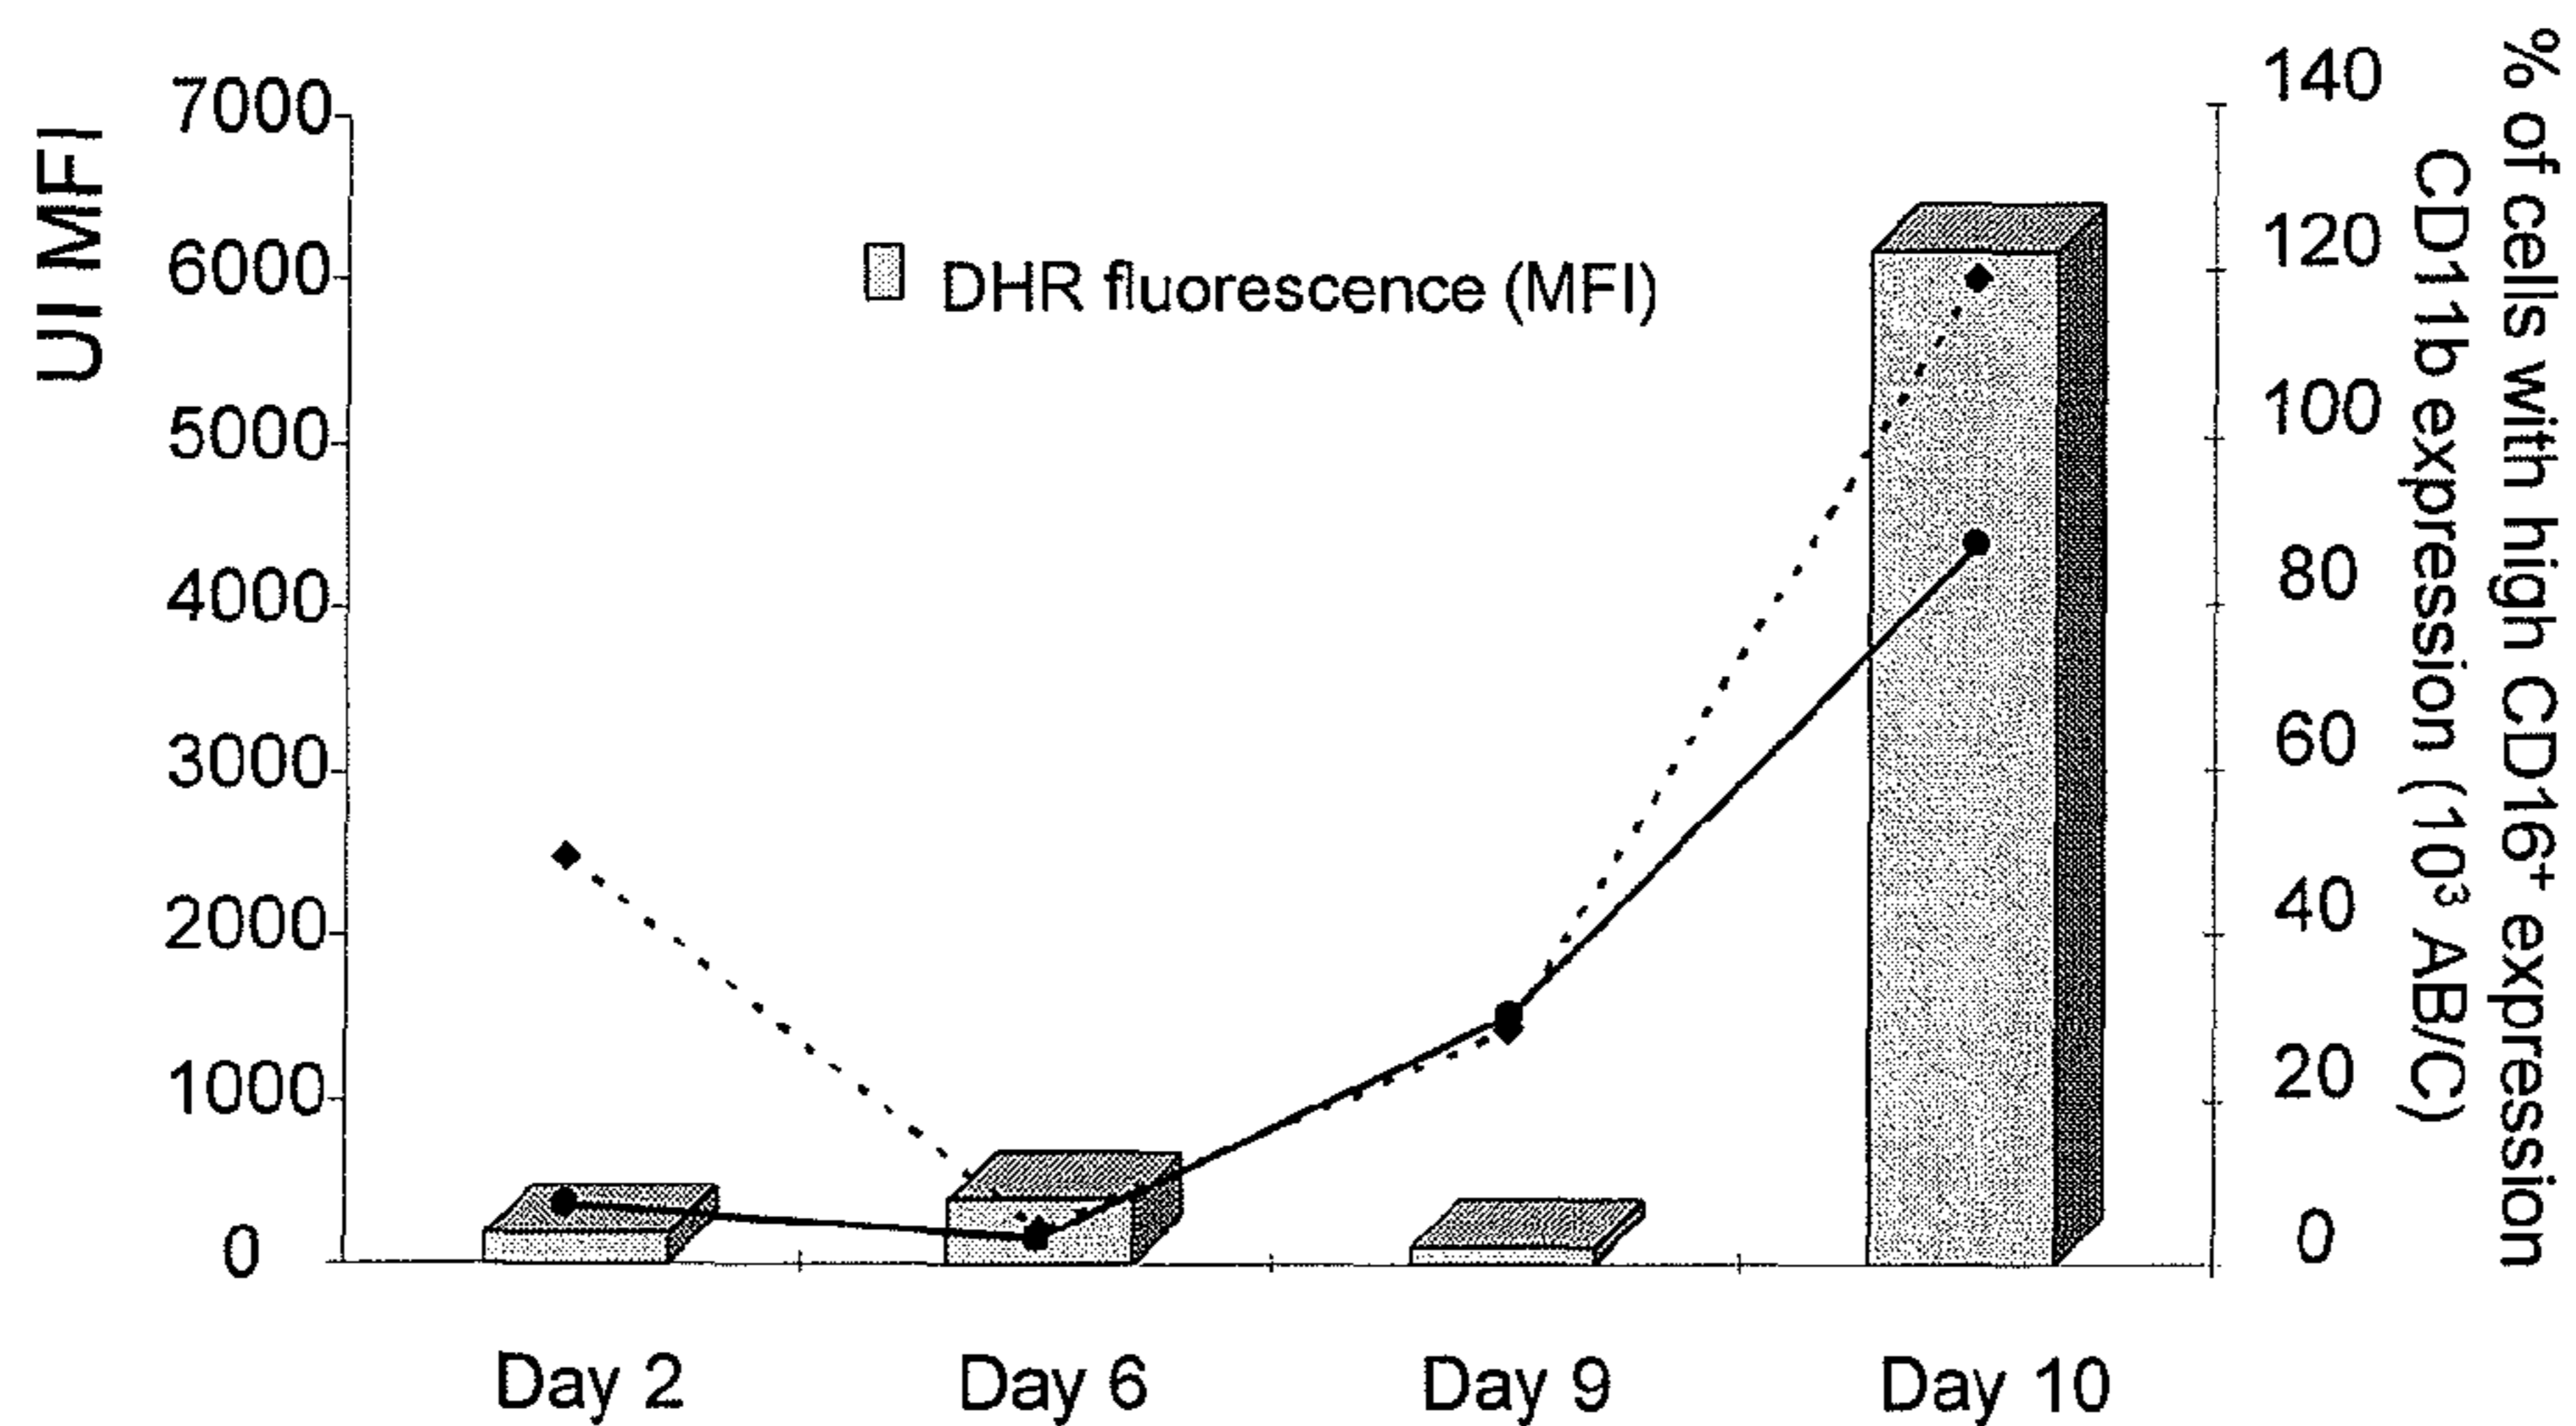 UI MFI
7000
6000
5000
4000
3000
2000
1000
0
DHR fluorescence (MFI)
140
120
100
80
60
40
20
0
% of cells with high CD16⁺ expression
CD11b expression (10³ AB/C)
Day 2
Day 6
Day 9
Day 10